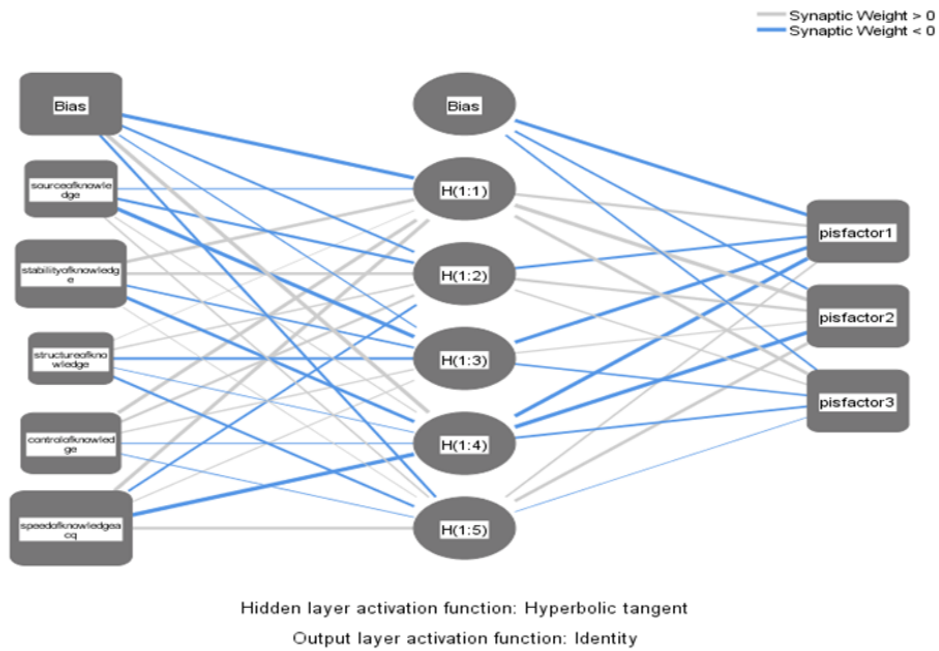 Synaptic Weight > 0
Synaptic Weight < 0
Bias
sourceofknowle
dge
stabilityofknowledg
e
structureofkno
wledge
controlofknowled
ge
speedofknowledgea
cq
Bias
H(1:1)
H(1:2)
H(1:3)
H(1:4)
H(1:5)
pisfactor1
pisfactor2
pisfactor3
Hidden layer activation function: Hyperbolic tangent
Output layer activation function: Identity